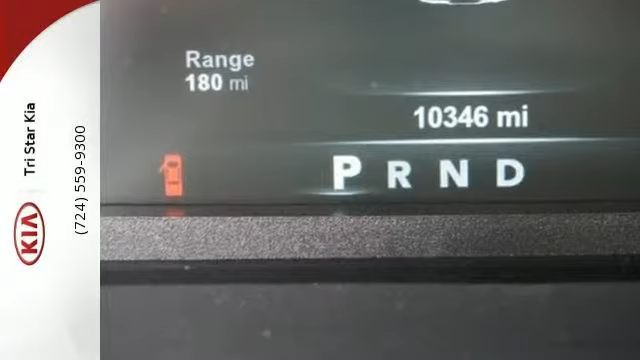 Tri Star Kia
(724) 559-9300
KIA
Range
180 mi
10346 mi
P R N D